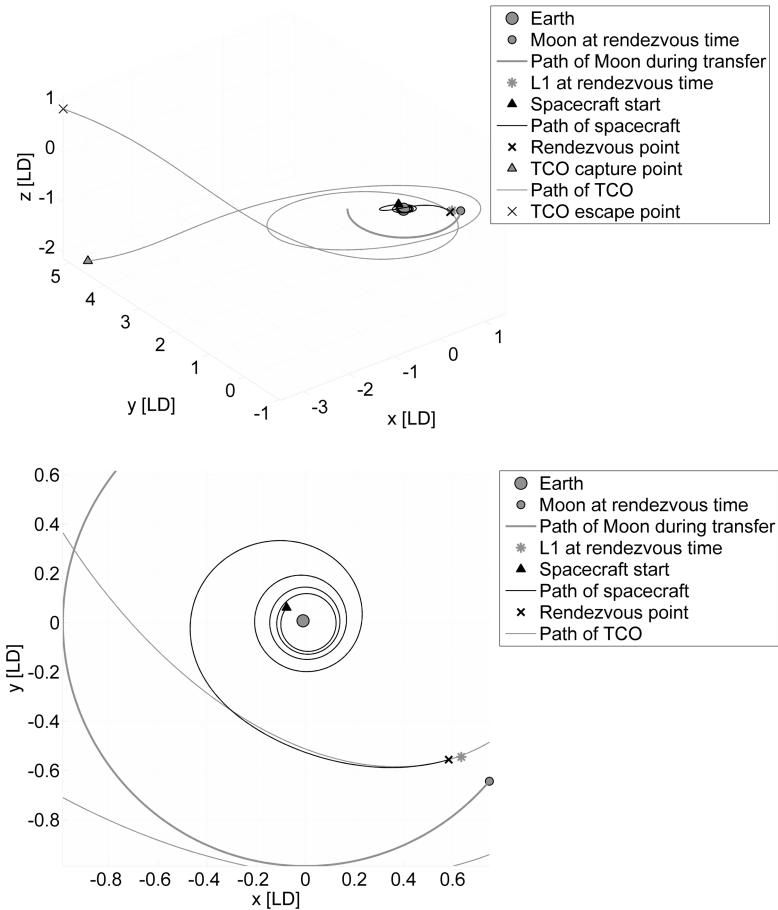 Earth
Moon at rendezvous time
Path of Moon during transfer
L1 at rendezvous time
Spacecraft start
Path of spacecraft
Rendezvous point
TCO capture point
Path of TCO
TCO escape point
1
0
-1
-2
z [LD]
5
4
3
2
1
0
-1
y [LD]
-3
-2
-1
0
1
x [LD]
Earth
Moon at rendezvous time
Path of Moon during transfer
L1 at rendezvous time
Spacecraft start
Path of spacecraft
Rendezvous point
Path of TCO
0.6
0.4
0.2
0
-0.2
-0.4
-0.6
-0.8
y [LD]
-0.8 -0.6 -0.4 -0.2 0 0.2 0.4 0.6
x [LD]